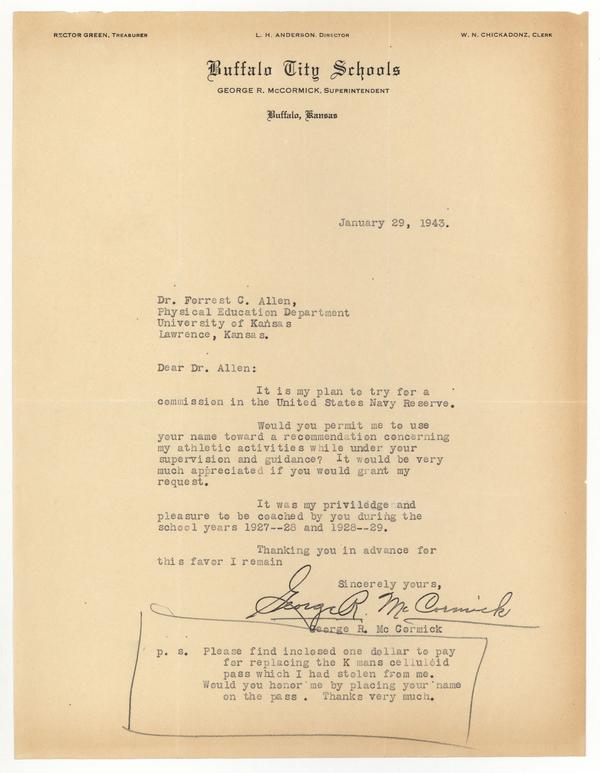 RECTOR GREEN, TREASURER L. H. ANDERSON, DIRECTOR W. N. CHICKADONZ, CLERK
Buffalo City Schools
GEORGE R. McCORMICK, SUPERINTENDENT
Buffalo, Kansas
January 29, 1943.
Dr. Forrest C. Allen,
Physical Education Department
University of Kansas
Lawrence, Kansas.
Dear Dr. Allen:
It is my plan to try for a
commission in the United States Navy Reserve.
Would you permit me to use
your name toward a recommendation concerning
my athletic activities while under your
supervision and guidance? It would be very
much appreciated if you would grant my
request.
It was my priviledge and
pleasure to be coached by you during the
school years 1927--28 and 1928--29.
Thanking you in advance for
this favor I remain
Sincerely yours,
George R. McCormick
George R. Mc Cormick
p. s. Please find inclosed one dollar to pay
for replacing the K mans celluloid
pass which I had stolen from me.
Would you honor me by placing your name
on the pass . Thanks very much.